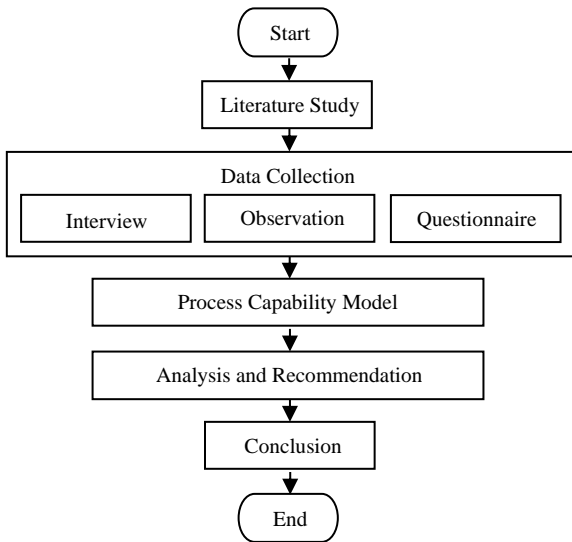 Start
Literature Study
Data Collection
Interview
Observation
Questionnaire
Process Capability Model
Analysis and Recommendation
Conclusion
End